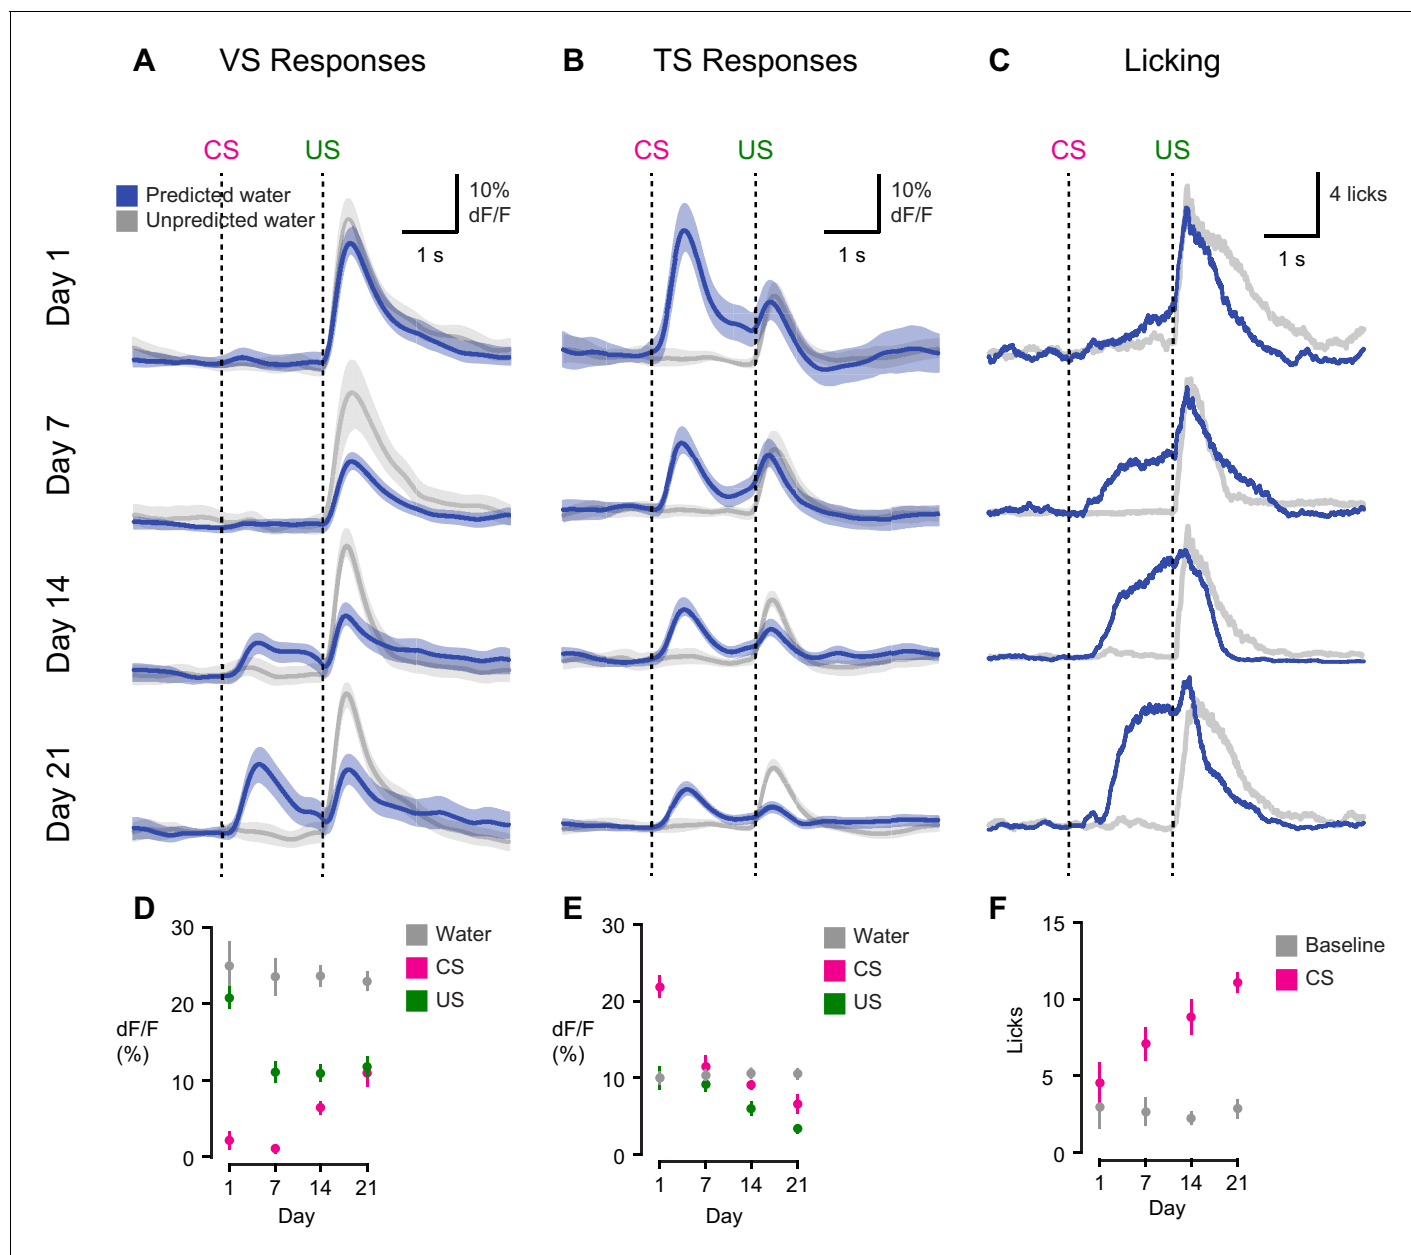 A VS Responses
B TS Responses
C Licking
CS US
CS US
CS US
Predicted water
Unpredicted water
10%
dF/F
1 s
10%
dF/F
1 s
4 licks
1 s
Day 1
Day 7
Day 14
Day 21
D
30
20
10
0
dF/F
(%)
1 7 14 21
Day
Water
CS
US
E
30
20
10
0
dF/F
(%)
1 7 14 21
Day
Water
CS
US
F
15
10
5
0
Licks
1 7 14 21
Day
Baseline
CS